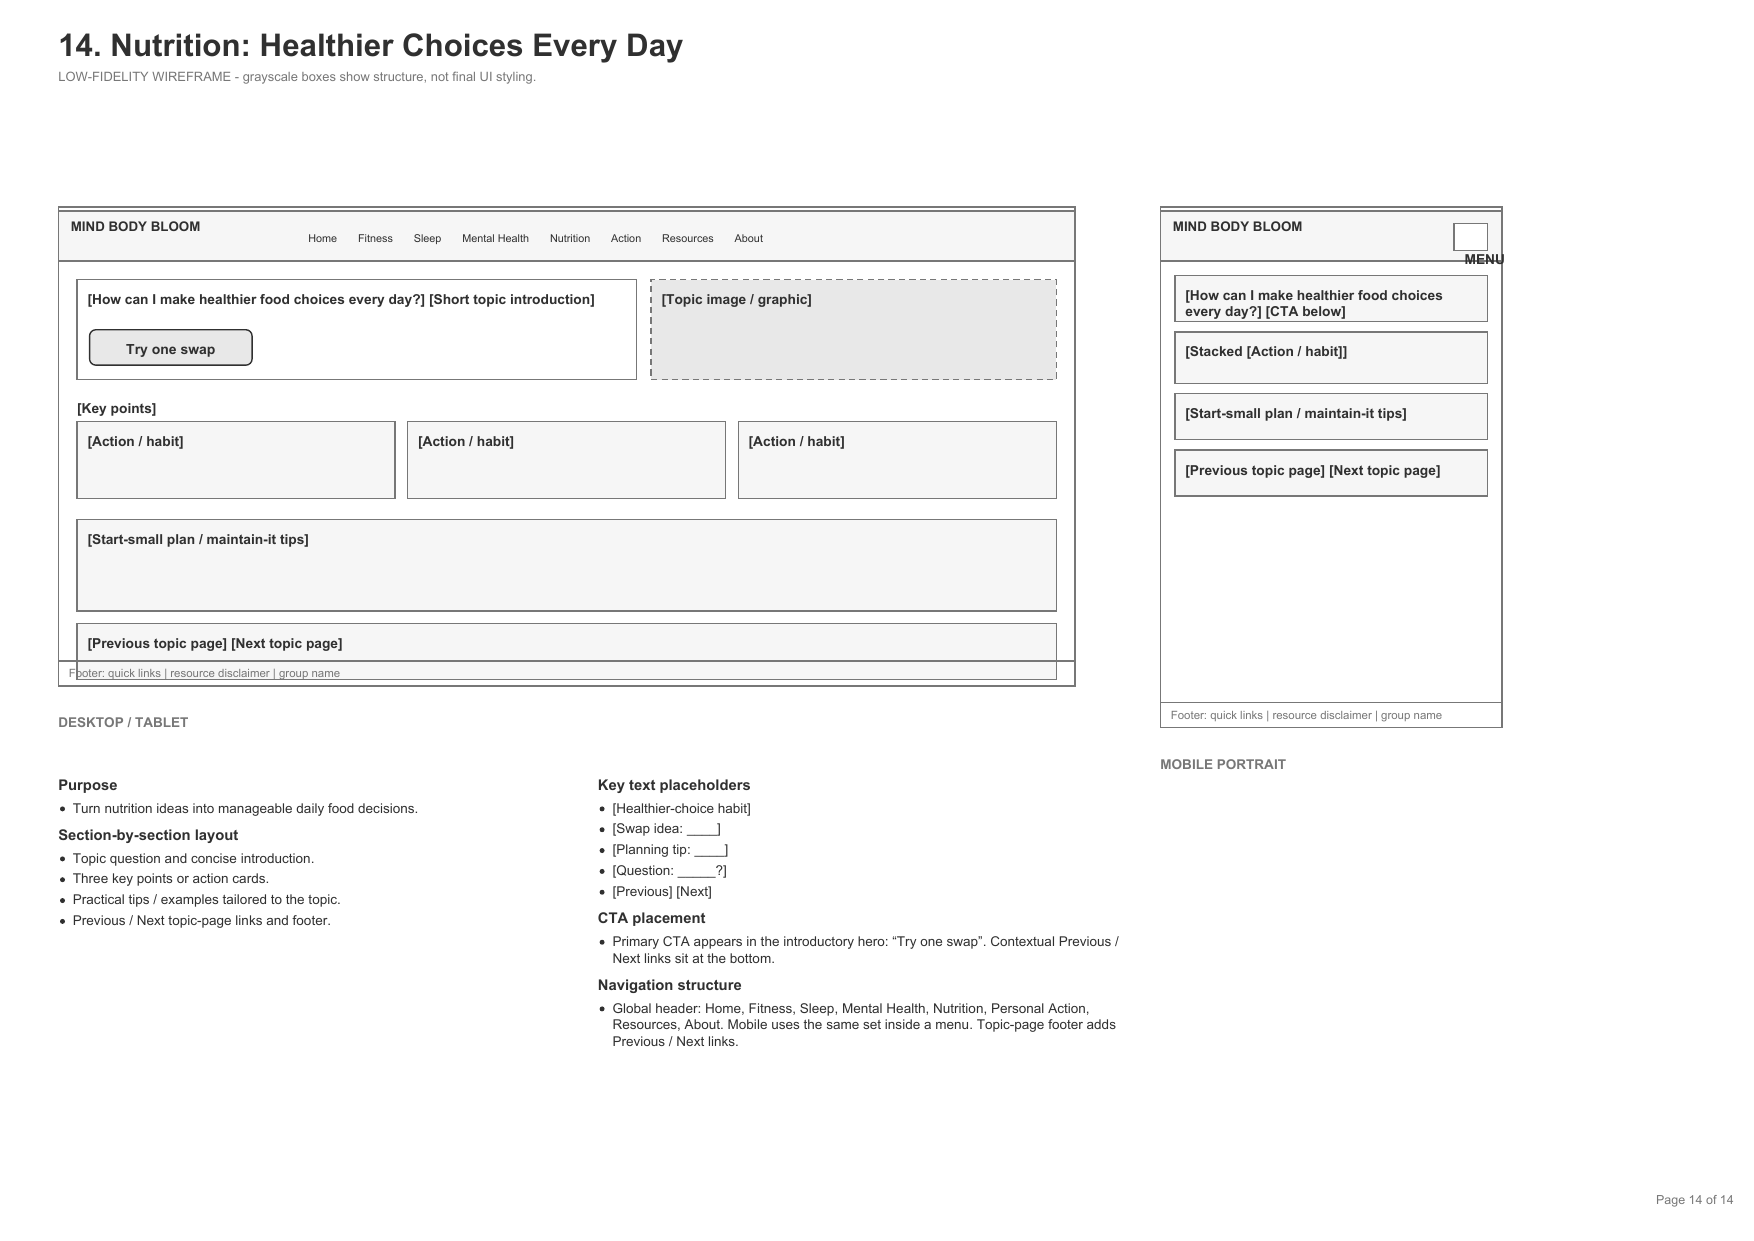 14. Nutrition: Healthier Choices Every Day
LOW-FIDELITY WIREFRAME - grayscale boxes show structure, not final UI styling.
MIND BODY BLOOM
Home Fitness Sleep Mental Health Nutrition Action Resources About
[How can I make healthier food choices every day?] [Short topic introduction]
Try one swap
[Topic image / graphic]
[Key points]
[Action / habit]
[Action / habit]
[Action / habit]
[Start-small plan / maintain-it tips]
[Previous topic page] [Next topic page]
Footer: quick links | resource disclaimer | group name
DESKTOP / TABLET
MIND BODY BLOOM
MENU
[How can I make healthier food choices
every day?] [CTA below]
[Stacked [Action / habit]]
[Start-small plan / maintain-it tips]
[Previous topic page] [Next topic page]
Footer: quick links | resource disclaimer | group name
MOBILE PORTRAIT
Purpose
• Turn nutrition ideas into manageable daily food decisions.
Section-by-section layout
• Topic question and concise introduction.
• Three key points or action cards.
• Practical tips / examples tailored to the topic.
• Previous / Next topic-page links and footer.
Key text placeholders
• [Healthier-choice habit]
• [Swap idea: ____]
• [Planning tip: ____]
• [Question: _____?]
• [Previous] [Next]
CTA placement
• Primary CTA appears in the introductory hero: “Try one swap”. Contextual Previous /
Next links sit at the bottom.
Navigation structure
• Global header: Home, Fitness, Sleep, Mental Health, Nutrition, Personal Action,
Resources, About. Mobile uses the same set inside a menu. Topic-page footer adds
Previous / Next links.
Page 14 of 14